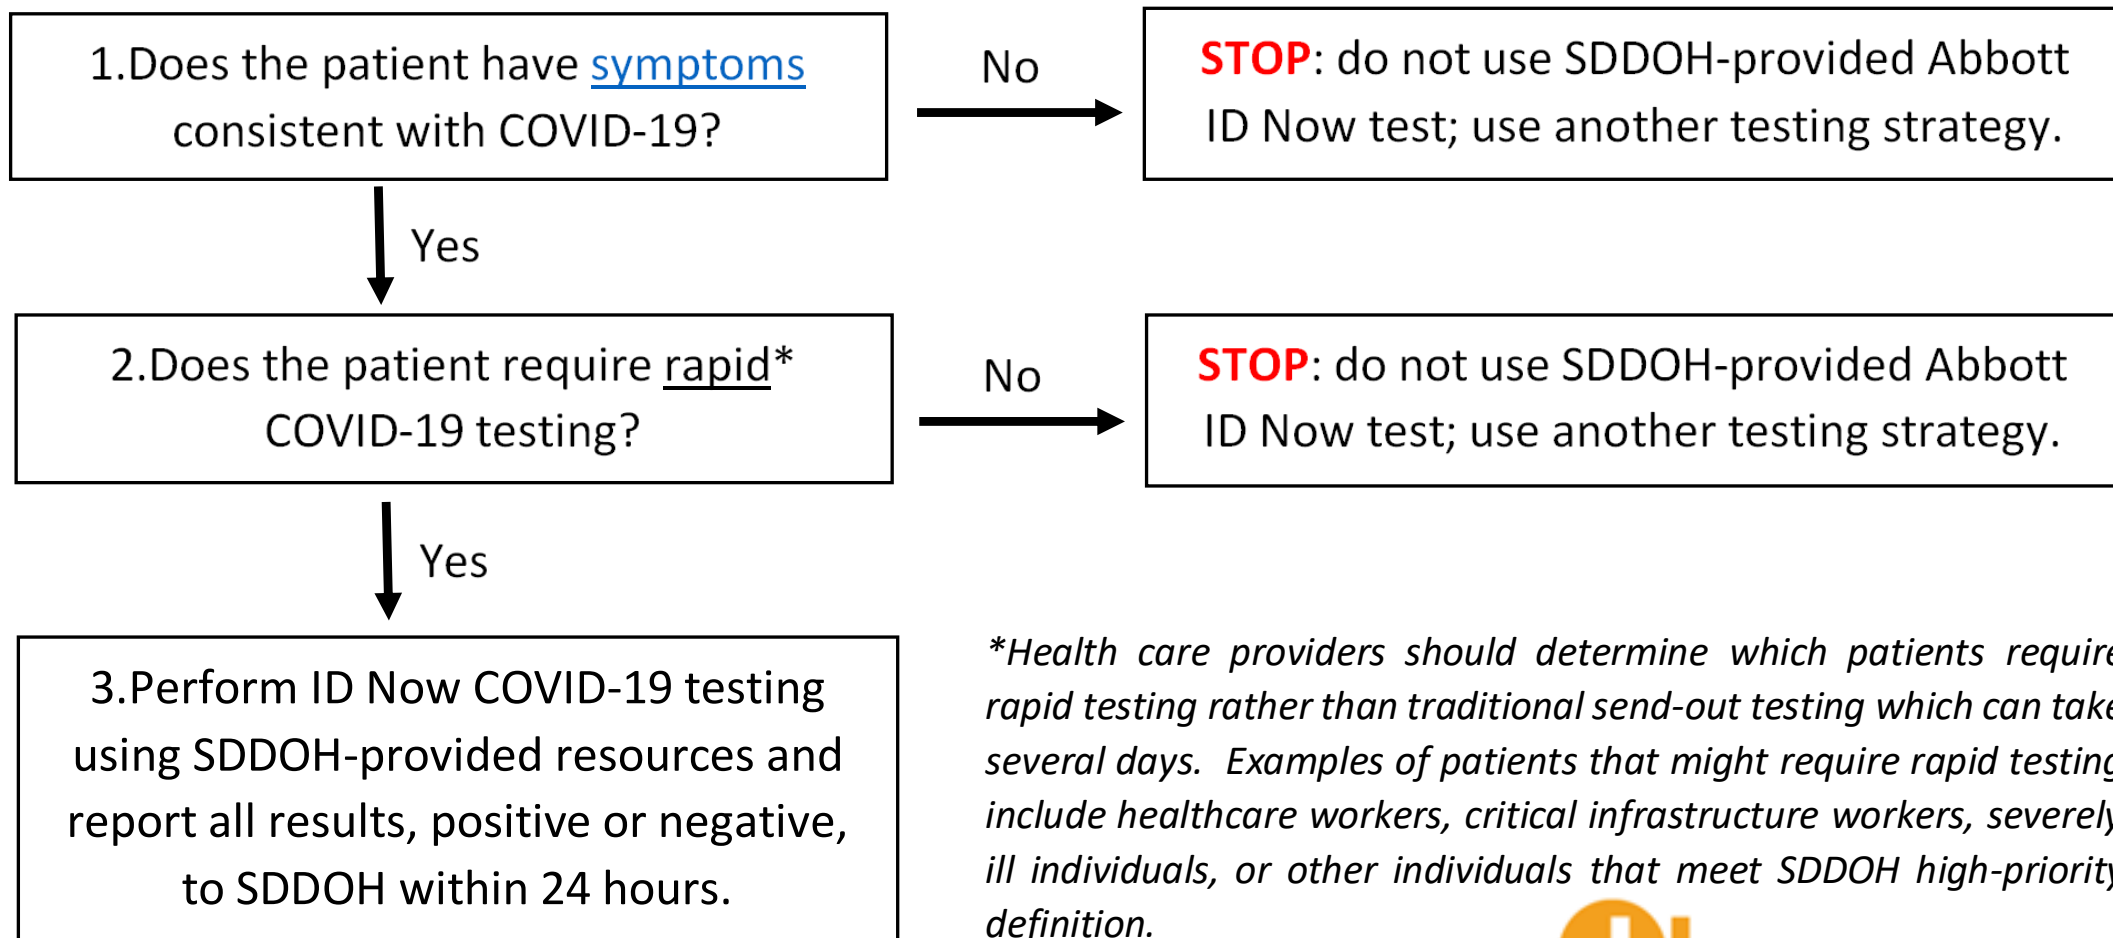 1.Does the patient have symptoms
consistent with COVID-19?
No
STOP: do not use SDDOH-provided Abbott
ID Now test; use another testing strategy.
Yes
2.Does the patient require rapid*
COVID-19 testing?
No
STOP: do not use SDDOH-provided Abbott
ID Now test; use another testing strategy.
Yes
3.Perform ID Now COVID-19 testing
using SDDOH-provided resources and
report all results, positive or negative,
to SDDOH within 24 hours.
*Health care providers should determine which patients require
rapid testing rather than traditional send-out testing which can take
several days. Examples of patients that might require rapid testing
include healthcare workers, critical infrastructure workers, severely
ill individuals, or other individuals that meet SDDOH high-priority
definition.